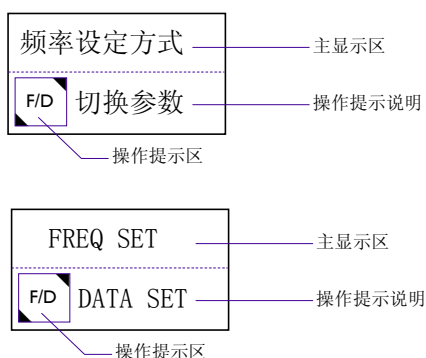 频率设定方式 主显示区
F/D 切换参数 操作提示说明
操作提示区
FREQ SET 主显示区
F/D DATA SET 操作提示说明
操作提示区